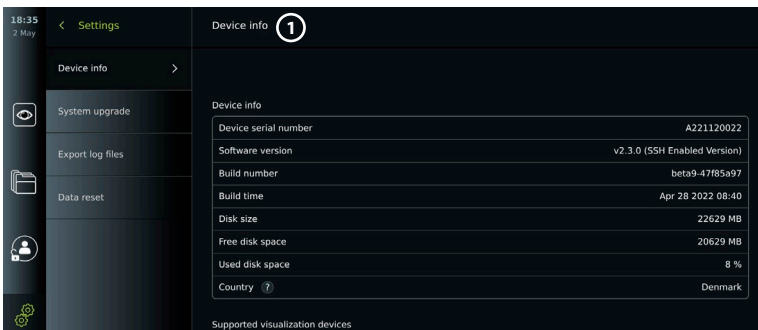 18:35
2 May
Settings
Device info
System upgrade
Export log files
Data reset
Device info 1
Device info
Device serial number A221120022
Software version v2.3.0 (SSH Enabled Version)
Build number beta9-47f85a97
Build time Apr 28 2022 08:40
Disk size 22629 MB
Free disk space 20629 MB
Used disk space 8 %
Country ? Denmark
Supported visualization devices